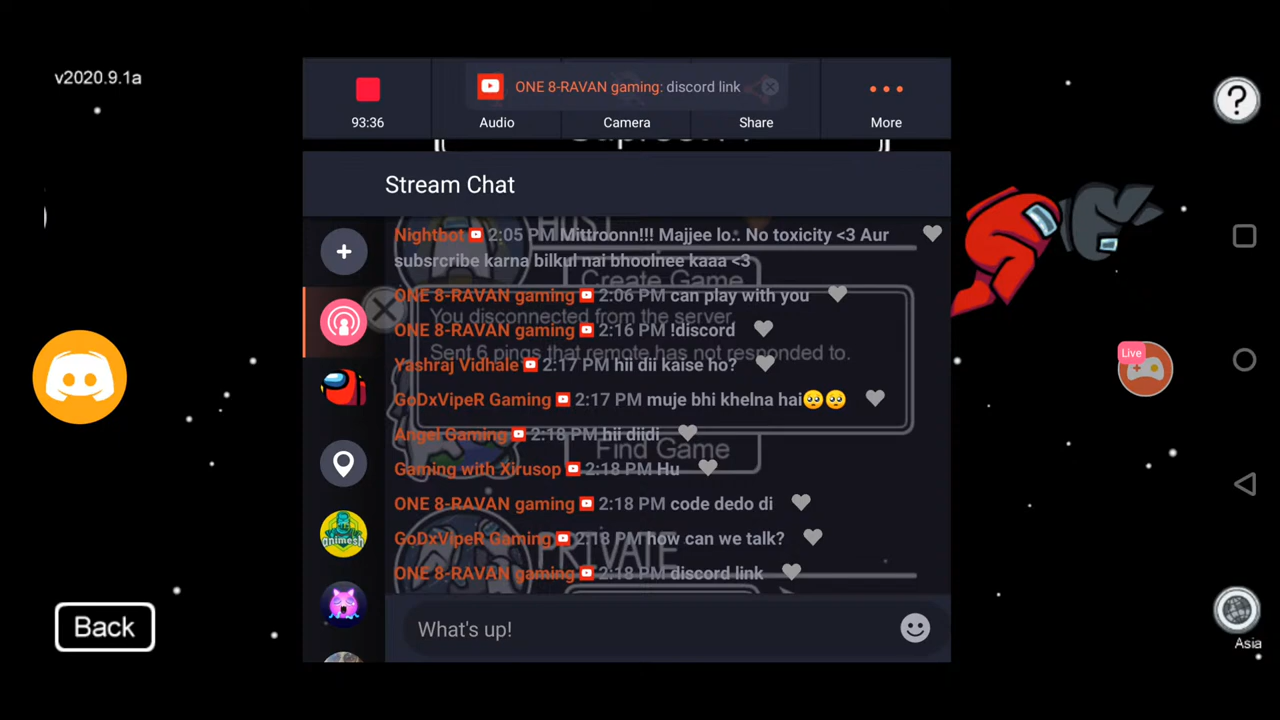 v2020.9.1a
ONE 8-RAVAN gaming: discord link
93:36
Audio
Camera
Share
More
Stream Chat
HOST
Nightbot 2:05 PM Mittroonn!!! Majjee lo.. No toxicity <3 Aur
subsrcribe karna bilkul nai bhoolnee kaaa <3
Create Game
ONE 8-RAVAN gaming 2:06 PM can play with you
You disconnected from the server.
ONE 8-RAVAN gaming 2:16 PM !discord
Sent 6 pings that remote has not responded to.
Yashraj Vidhale 2:17 PM hii dii kaise ho?
GoDxVipeR Gaming 2:17 PM muje bhi khelna hai🥺🥺
Angel Gaming 2:18 PM hii diidi
Find Game
Gaming with Xirusop 2:18 PM Hu
ONE 8-RAVAN gaming 2:18 PM code dedo di
GoDxVipeR Gaming 2:18 PM how can we talk?
PRIVATE
ONE 8-RAVAN gaming 2:18 PM discord link
What's up!
Live
animesh
Back
Asia